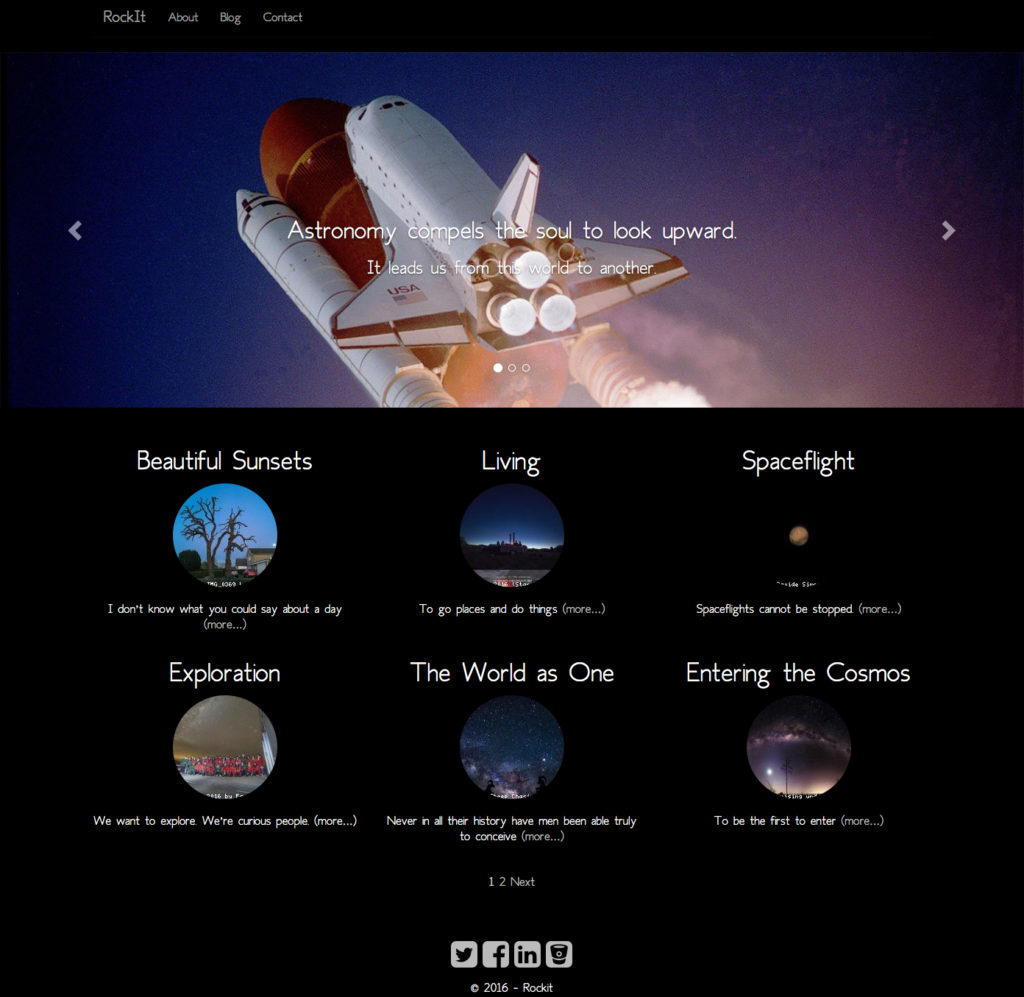 RockIt About Blog Contact
Astronomy compels the soul to look upward.
It leads us from this world to another.
USA
Beautiful Sunsets Living Spaceflight
I don't know what you could say about a day
(more...)
To go places and do things (more...)
Spaceflights cannot be stopped. (more...)
Exploration The World as One Entering the Cosmos
We want to explore. We're curious people. (more...)
Never in all their history have men been able truly
to conceive (more...)
To be the first to enter (more...)
1 2 Next
© 2016 - Rockit